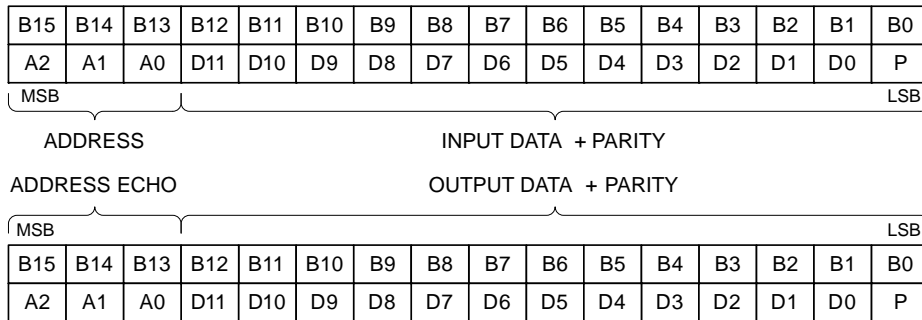 B15 B14 B13 B12 B11 B10 B9 B8 B7 B6 B5 B4 B3 B2 B1 B0
A2 A1 A0 D11 D10 D9 D8 D7 D6 D5 D4 D3 D2 D1 D0 P
MSB LSB
ADDRESS INPUT DATA + PARITY
ADDRESS ECHO OUTPUT DATA + PARITY
MSB LSB
B15 B14 B13 B12 B11 B10 B9 B8 B7 B6 B5 B4 B3 B2 B1 B0
A2 A1 A0 D11 D10 D9 D8 D7 D6 D5 D4 D3 D2 D1 D0 P